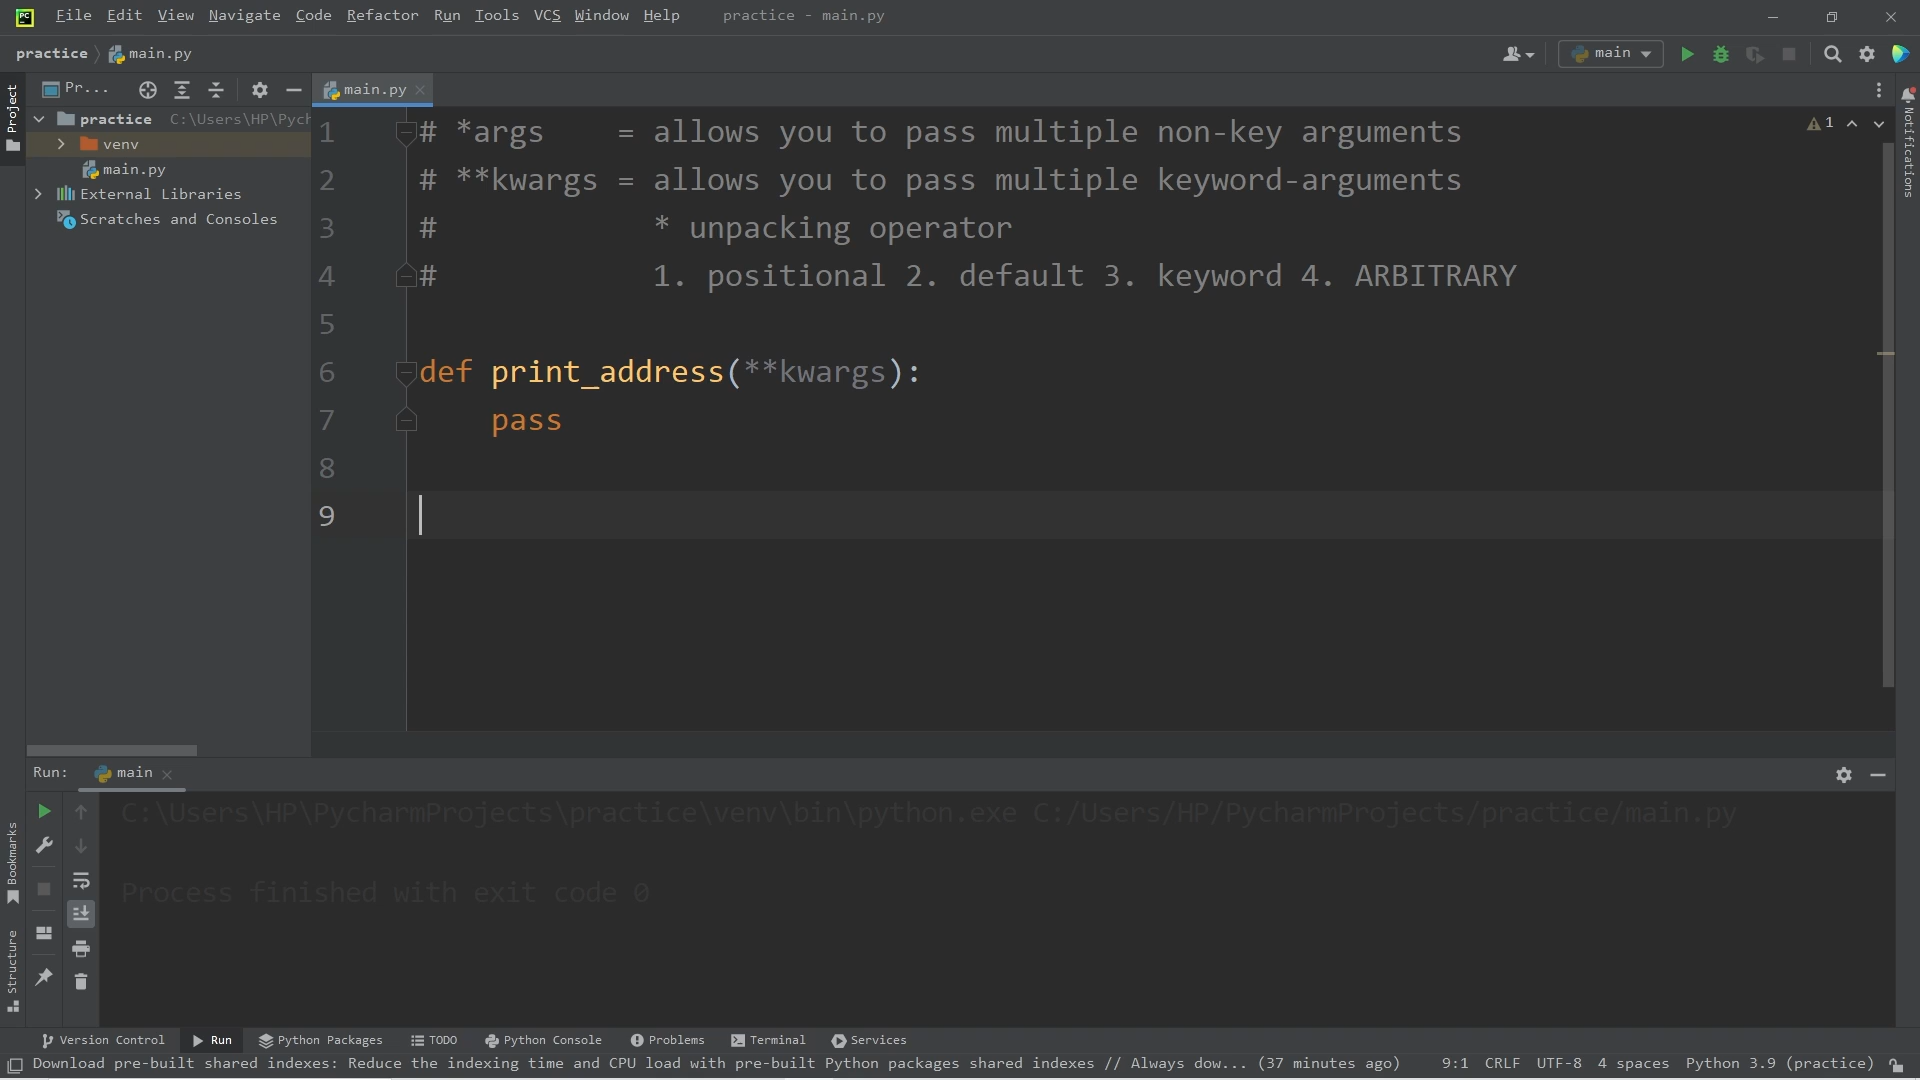 PC
File Edit View Navigate Code Refactor Run Tools VCS Window Help practice - main.py
practice main.py
main
Project
Pr...
main.py
Notifications
practice C:\Users\HP\Pych
venv
main.py
External Libraries
Scratches and Consoles
1 # *args = allows you to pass multiple non-key arguments
1
2 # **kwargs = allows you to pass multiple keyword-arguments
3 # * unpacking operator
4 # 1. positional 2. default 3. keyword 4. ARBITRARY
5
6 def print_address(**kwargs):
7 pass
8
9
Run: main
C:\Users\HP\PycharmProjects\practice\venv\bin\python.exe C:/Users/HP/PycharmProjects/practice/main.py
Process finished with exit code 0
Bookmarks
Structure
Version Control Run Python Packages TODO Python Console Problems Terminal Services
Download pre-built shared indexes: Reduce the indexing time and CPU load with pre-built Python packages shared indexes // Always dow... (37 minutes ago) 9:1 CRLF UTF-8 4 spaces Python 3.9 (practice)